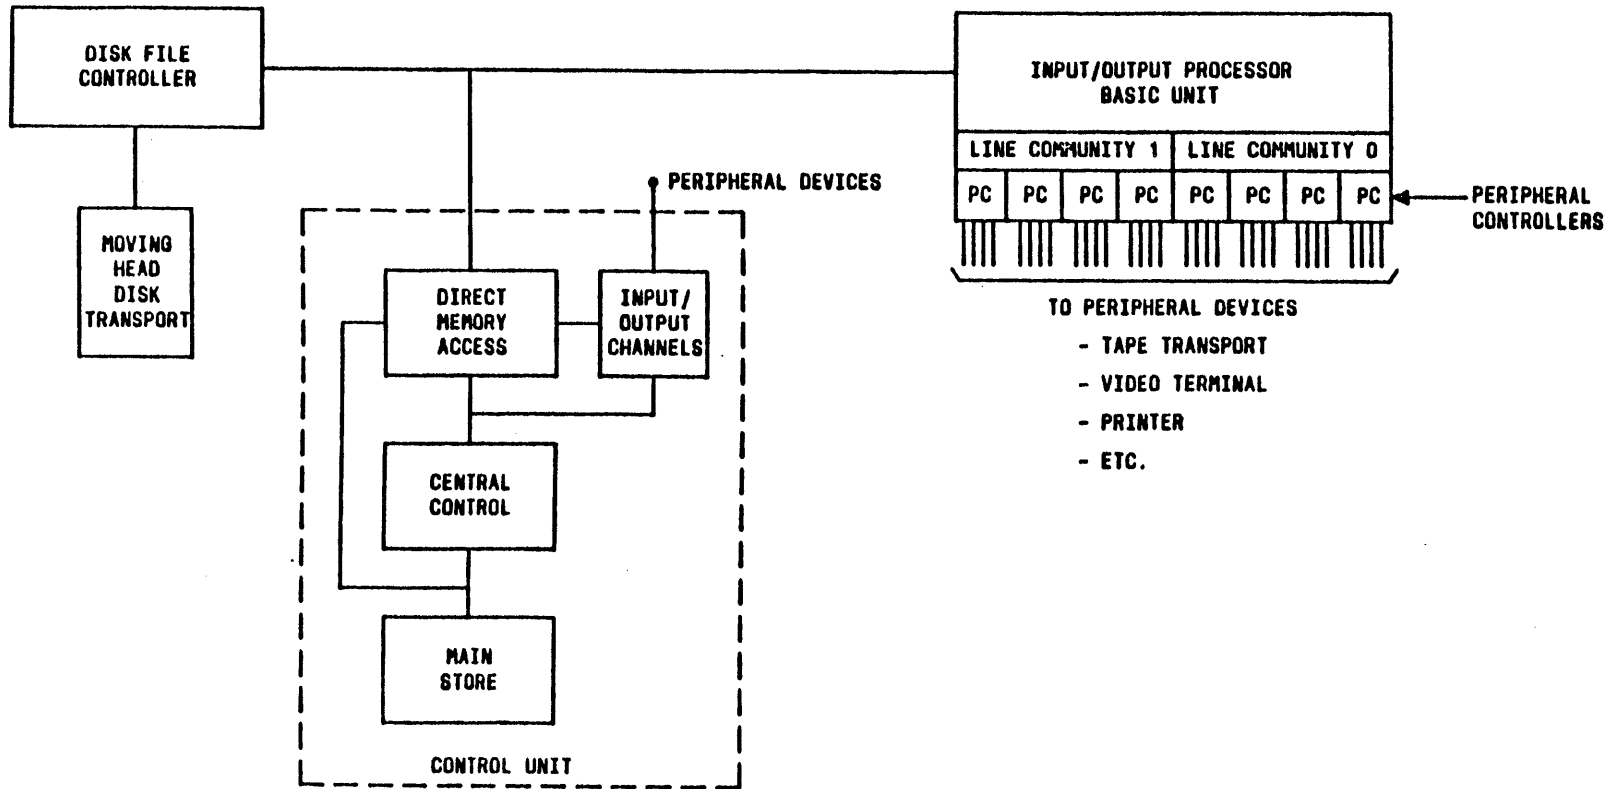 DISK FILE
CONTROLLER
MOVING
HEAD
DISK
TRANSPORT
PERIPHERAL DEVICES
DIRECT
MEMORY
ACCESS
INPUT/
OUTPUT
CHANNELS
CENTRAL
CONTROL
MAIN
STORE
CONTROL UNIT
INPUT/OUTPUT PROCESSOR
BASIC UNIT
LINE COMMUNITY 1 LINE COMMUNITY 0
PC PC PC PC PC PC PC PC
PERIPHERAL
CONTROLLERS
TO PERIPHERAL DEVICES
- TAPE TRANSPORT
- VIDEO TERMINAL
- PRINTER
- ETC.